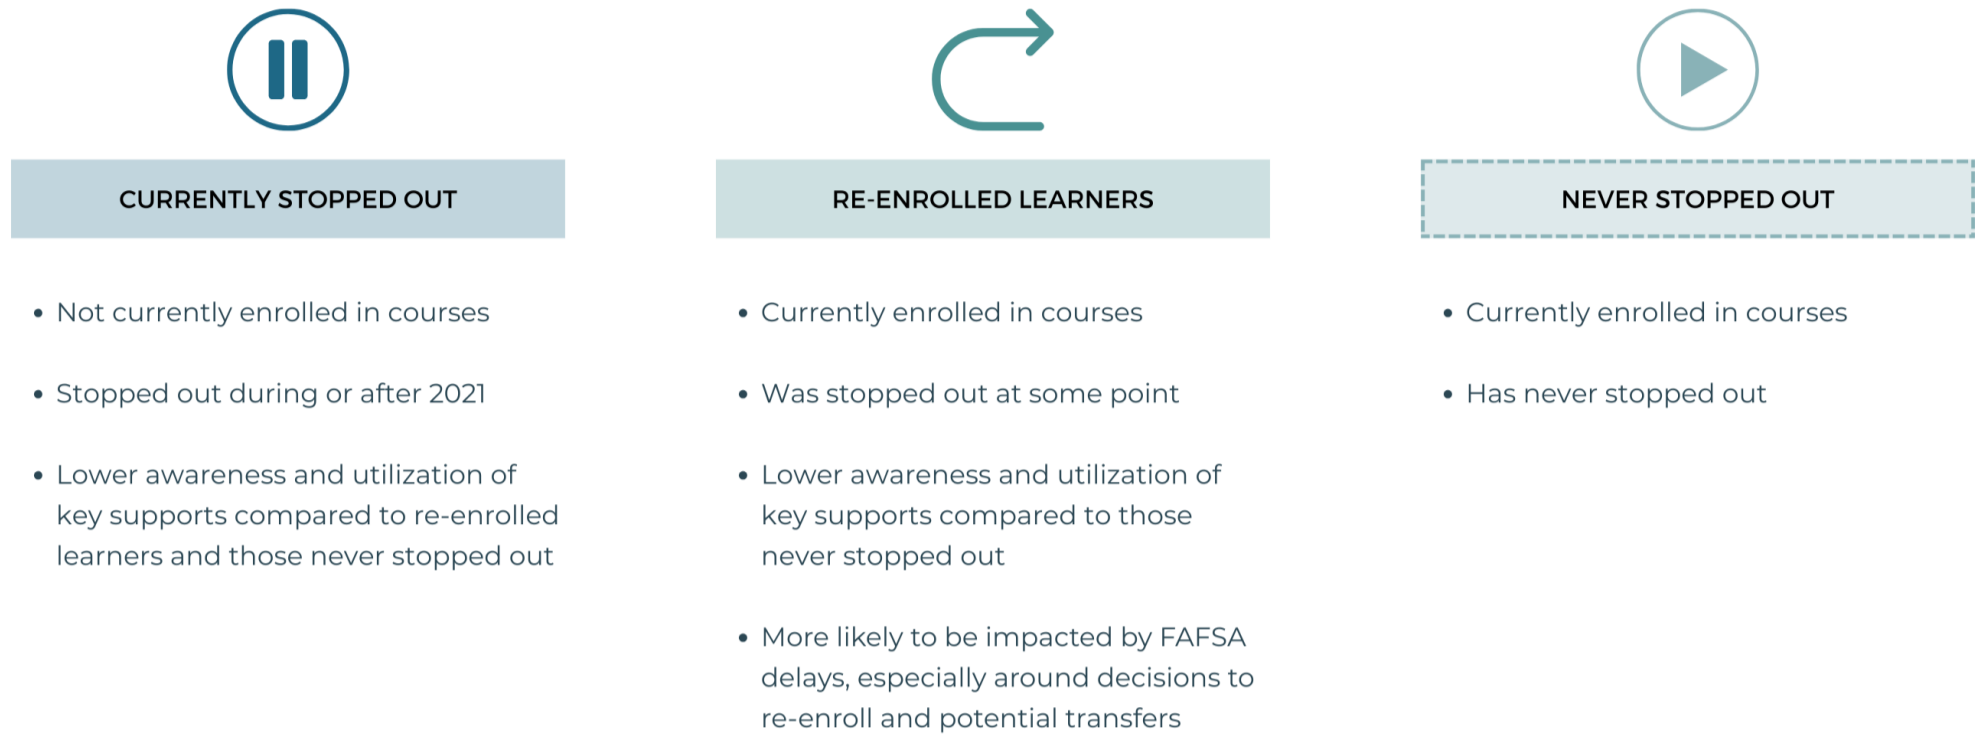 CURRENTLY STOPPED OUT
• Not currently enrolled in courses
• Stopped out during or after 2021
• Lower awareness and utilization of
key supports compared to re-enrolled
learners and those never stopped out
RE-ENROLLED LEARNERS
• Currently enrolled in courses
• Was stopped out at some point
• Lower awareness and utilization of
key supports compared to those
never stopped out
• More likely to be impacted by FAFSA
delays, especially around decisions to
re-enroll and potential transfers
NEVER STOPPED OUT
• Currently enrolled in courses
• Has never stopped out